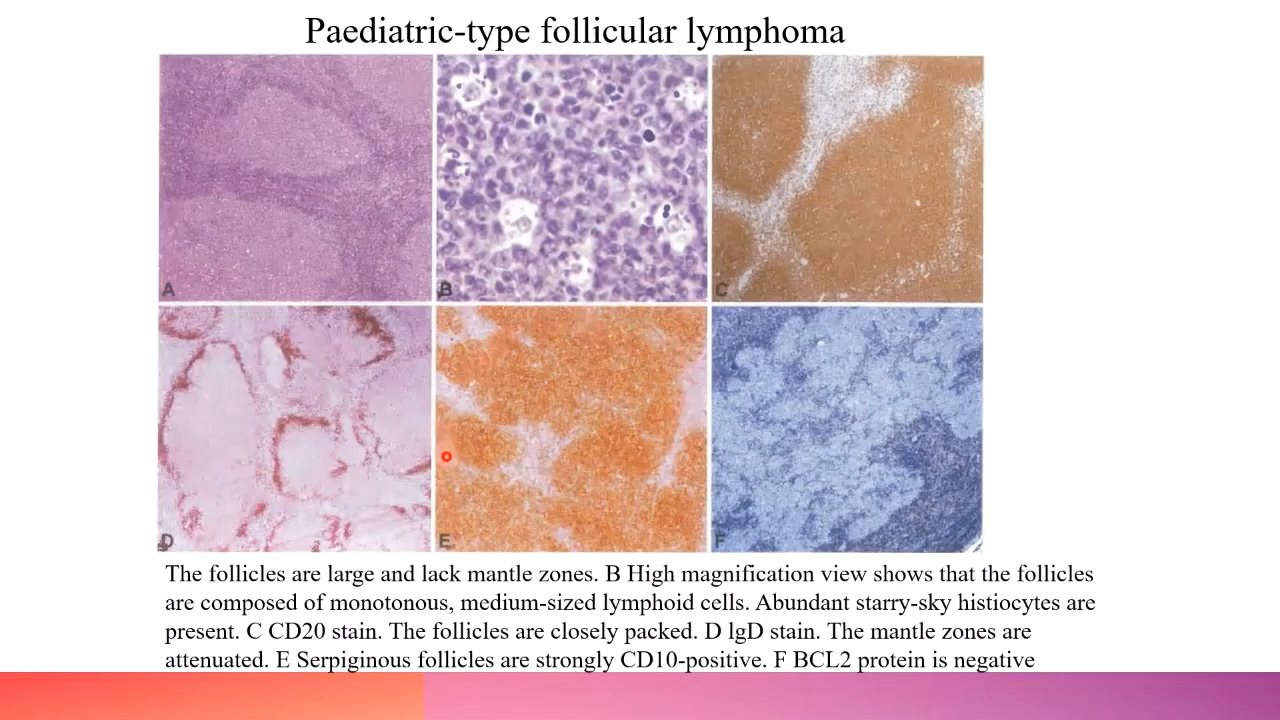 Paediatric-type follicular lymphoma
A
B
C
D
E
F
The follicles are large and lack mantle zones. B High magnification view shows that the follicles
are composed of monotonous, medium-sized lymphoid cells. Abundant starry-sky histiocytes are
present. C CD20 stain. The follicles are closely packed. D lgD stain. The mantle zones are
attenuated. E Serpiginous follicles are strongly CD10-positive. F BCL2 protein is negative